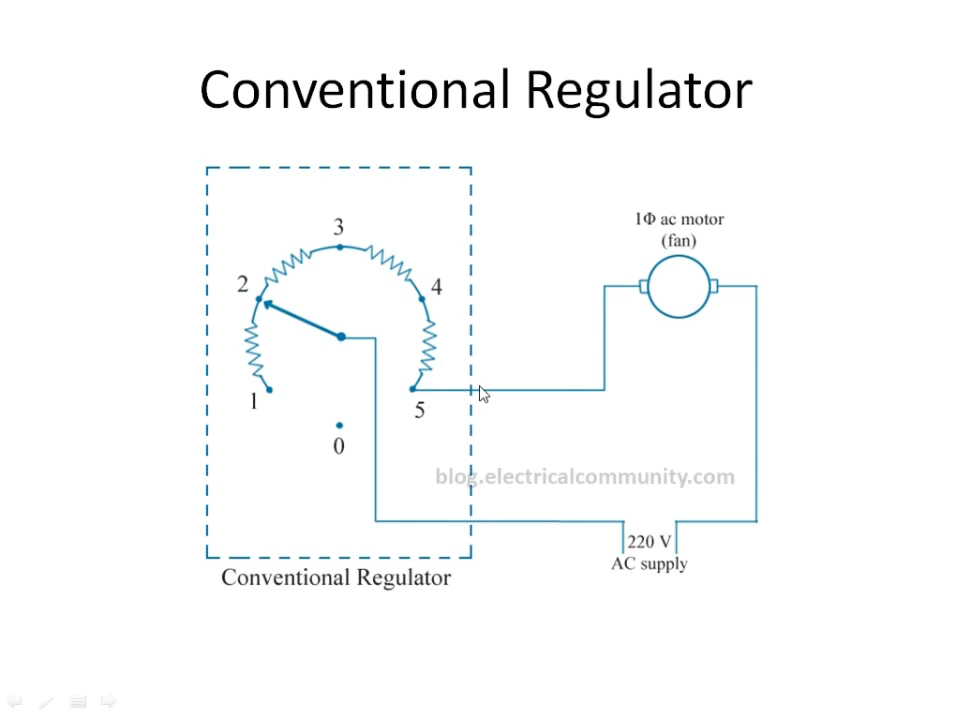 Conventional Regulator
1Φ ac motor
(fan)
3
2
4
1
5
0
blog.electricalcommunity.com
220 V
AC supply
Conventional Regulator